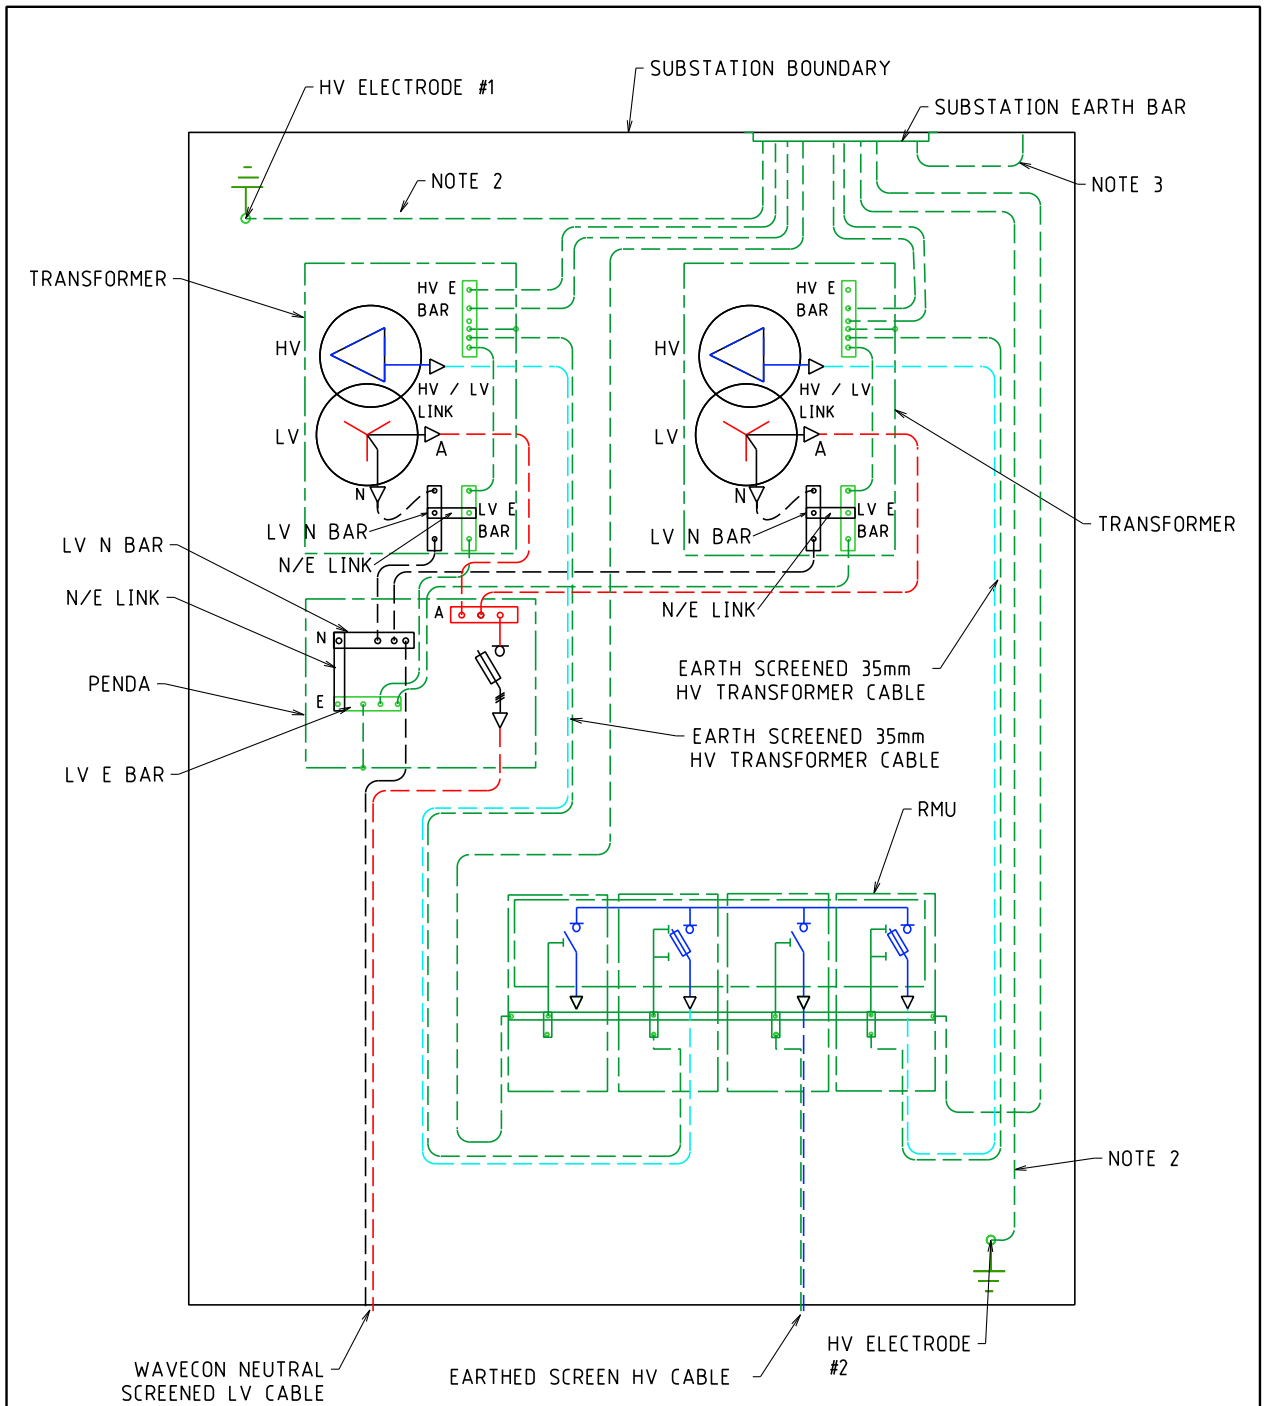 SUBSTATION BOUNDARY
HV ELECTRODE #1
SUBSTATION EARTH BAR
NOTE 2
NOTE 3
TRANSFORMER
HV E
BAR
HV
HV / LV
LINK
LV
A
N
LV E
BAR
LV N BAR
N/E LINK
HV E
BAR
HV
HV / LV
LINK
LV
A
N
LV E
BAR
LV N BAR
N/E LINK
TRANSFORMER
LV N BAR
N/E LINK
PENDA
LV E BAR
N
E
A
EARTH SCREENED 35mm
HV TRANSFORMER CABLE
EARTH SCREENED 35mm
HV TRANSFORMER CABLE
RMU
NOTE 2
HV ELECTRODE
#2
WAVECON NEUTRAL
SCREENED LV CABLE
EARTHED SCREEN HV CABLE